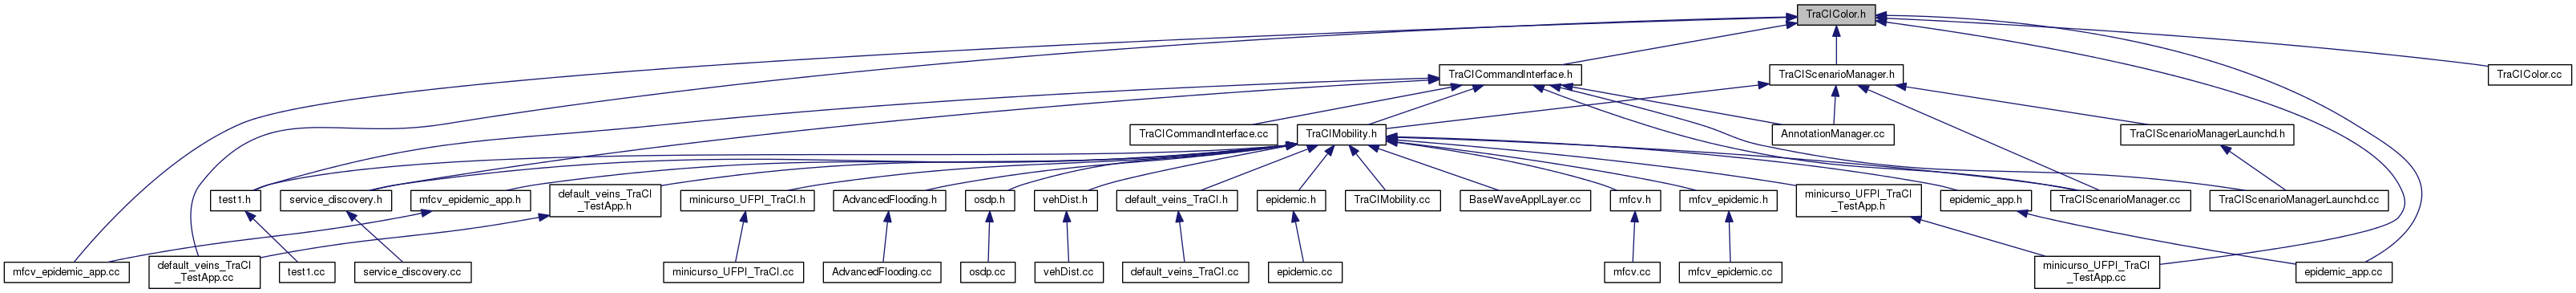 TraCIColor.h
TraCICommandInterface.h
TraCIScenarioManager.h
TraCIColor.cc
TraCICommandInterface.cc
TraCIMobility.h
AnnotationManager.cc
TraCIScenarioManagerLaunchd.h
test1.h
service_discovery.h
mfcv_epidemic_app.h
default_veins_TraCI
_TestApp.h
minicurso_UFPI_TraCI.h
AdvancedFlooding.h
osdp.h
vehDist.h
default_veins_TraCI.h
epidemic.h
TraCIMobility.cc
BaseWaveApplLayer.cc
mfcv.h
mfcv_epidemic.h
minicurso_UFPI_TraCI
_TestApp.h
epidemic_app.h
TraCIScenarioManager.cc
TraCIScenarioManagerLaunchd.cc
mfcv_epidemic_app.cc
default_veins_TraCI
_TestApp.cc
test1.cc
service_discovery.cc
minicurso_UFPI_TraCI.cc
AdvancedFlooding.cc
osdp.cc
vehDist.cc
default_veins_TraCI.cc
epidemic.cc
mfcv.cc
mfcv_epidemic.cc
minicurso_UFPI_TraCI
_TestApp.cc
epidemic_app.cc